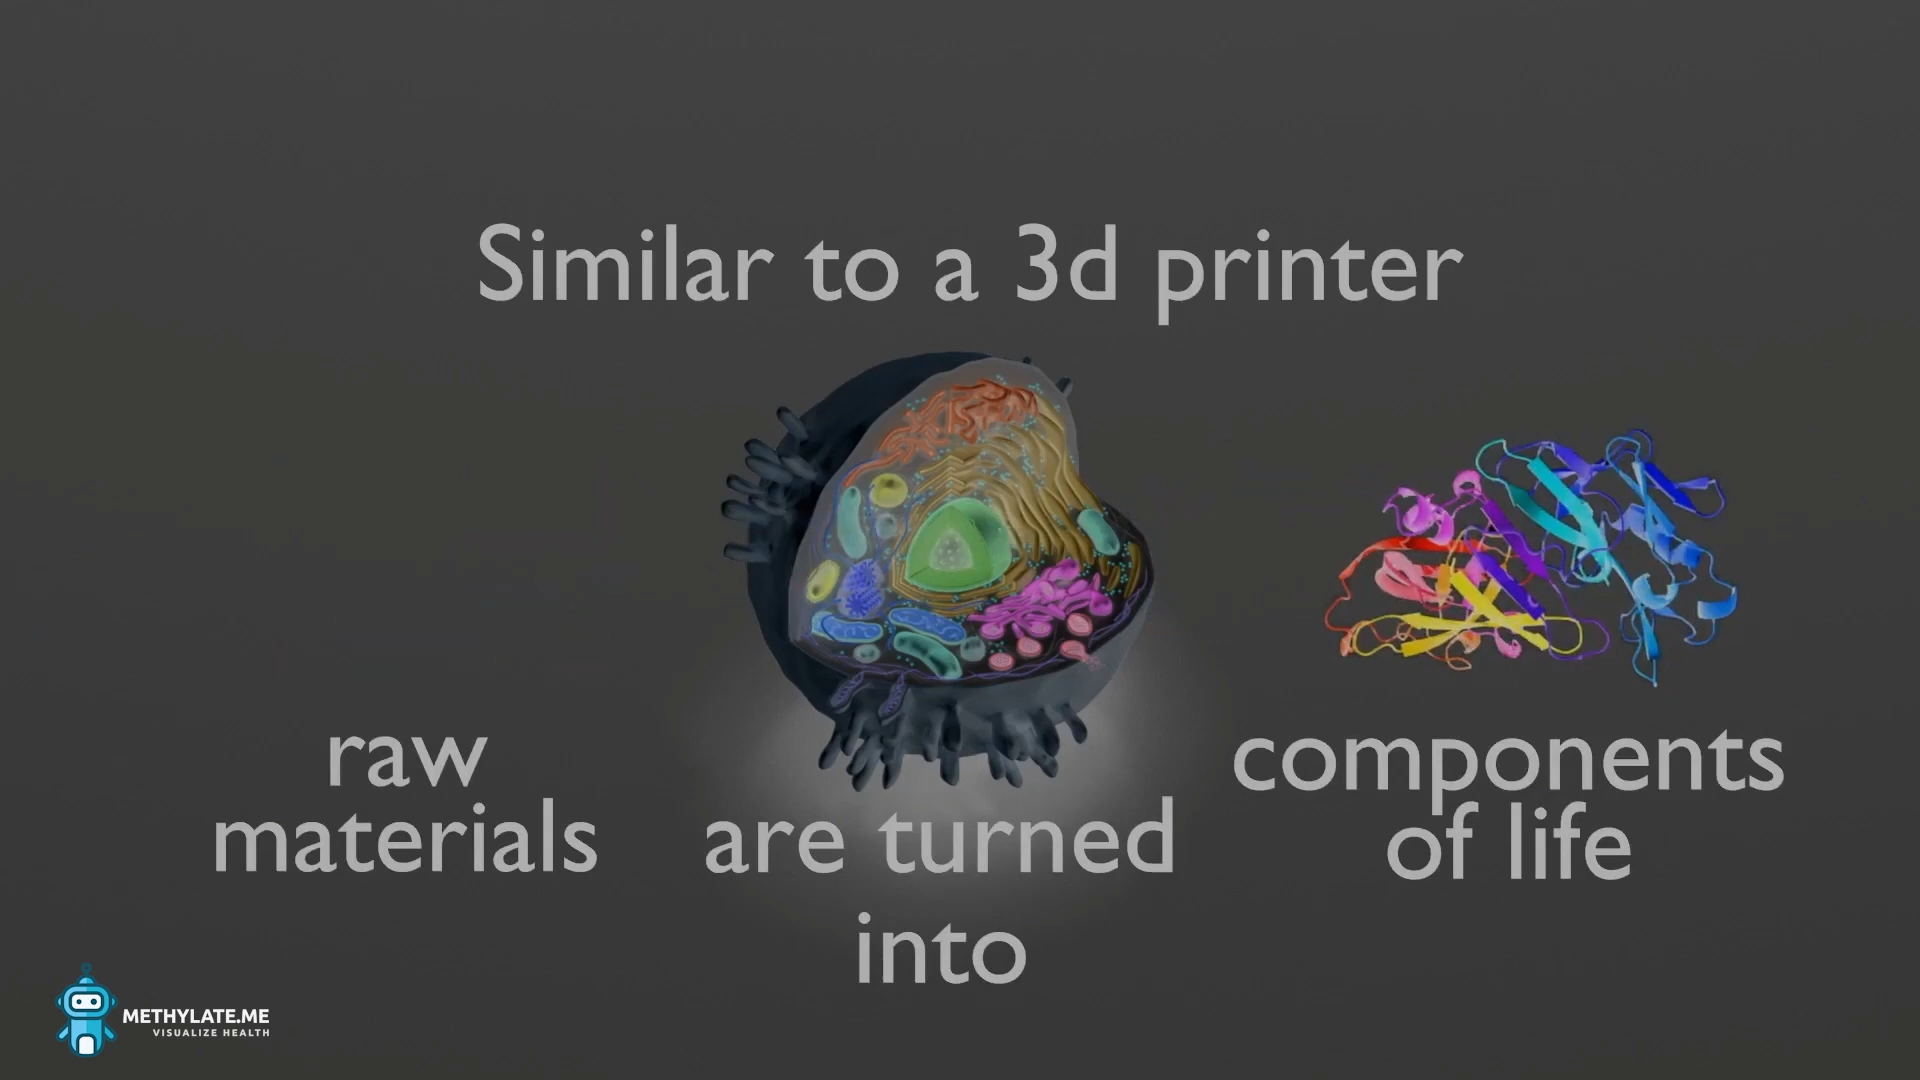 Similar to a 3d printer
raw
materials
are turned
into
components
of life
METHYLATE.ME
VISUALIZE HEALTH